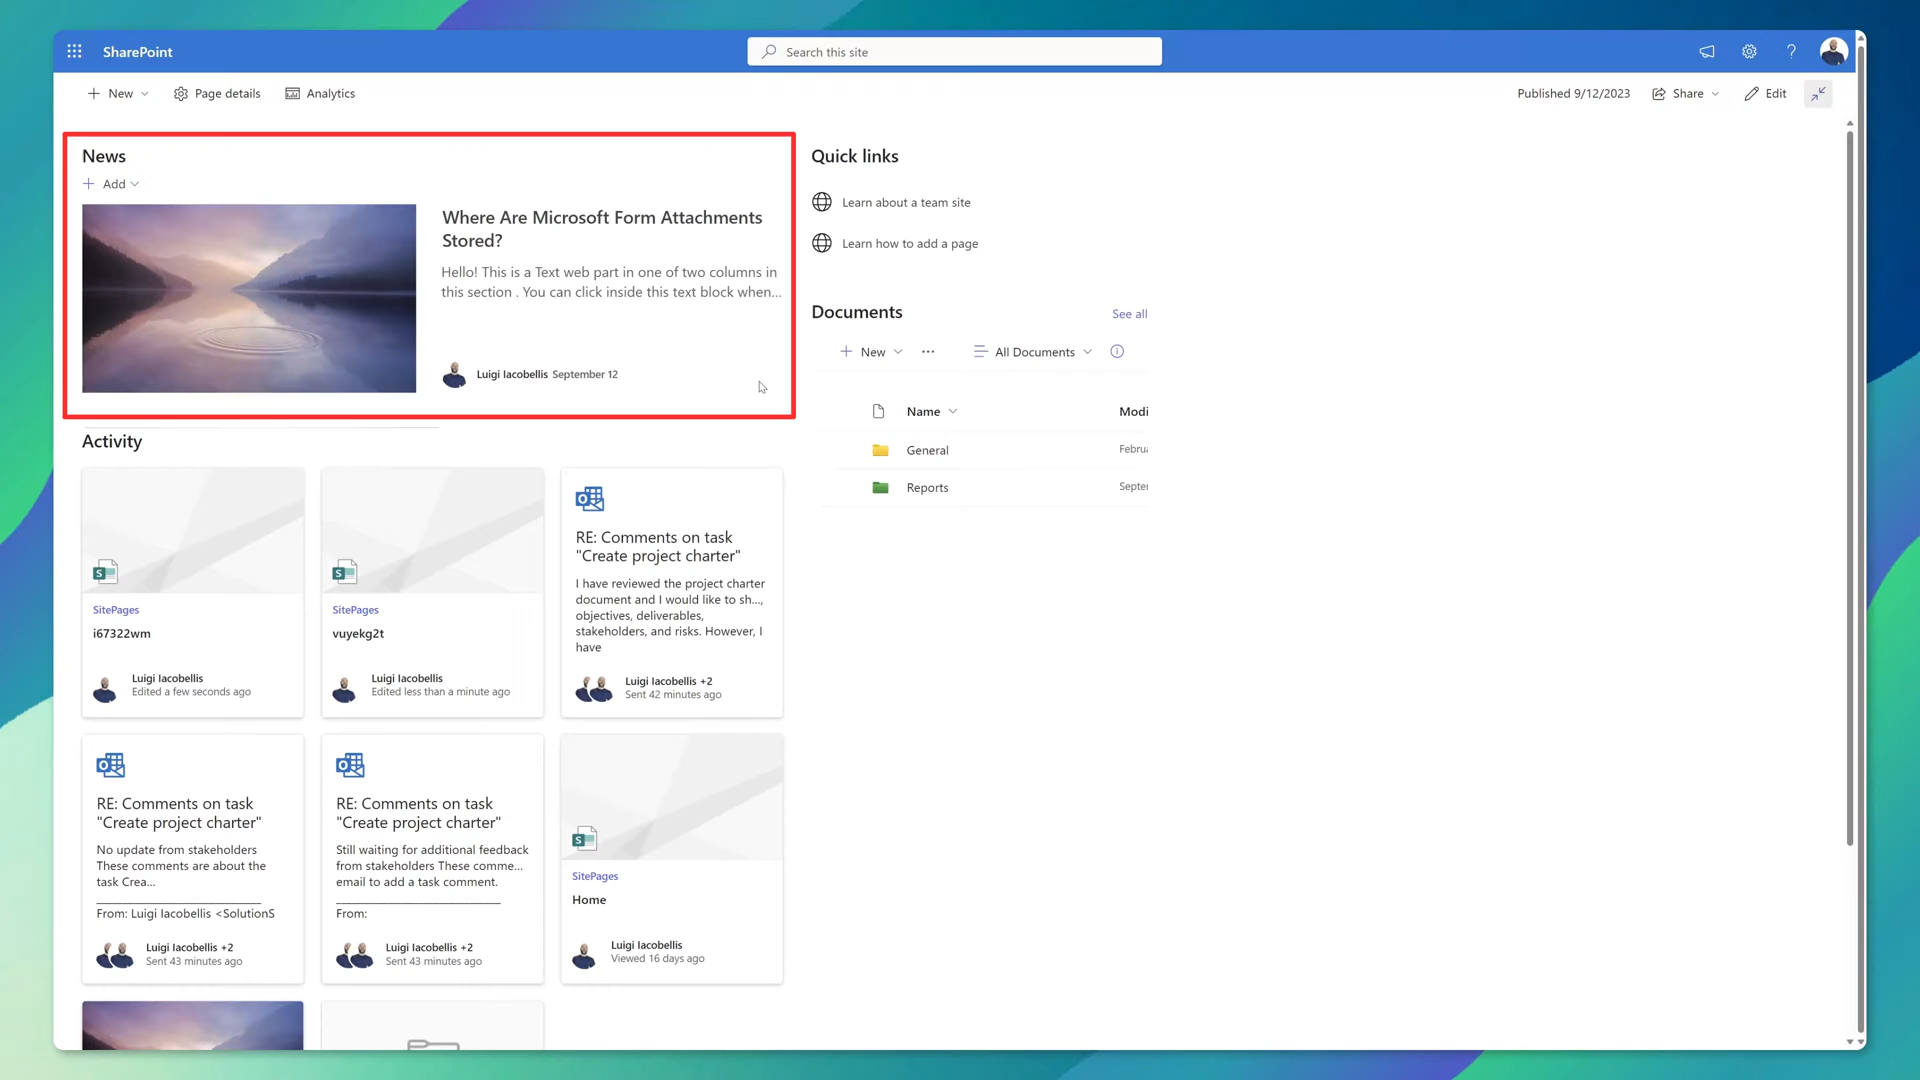 SharePoint
Search this site
New
Page details
Analytics
Published 9/12/2023
Share
Edit
News
Add
Where Are Microsoft Form Attachments
Stored?
Hello! This is a Text web part in one of two columns in
this section . You can click inside this text block when...
Luigi Iacobellis September 12
Quick links
Learn about a team site
Learn how to add a page
Documents
See all
New
All Documents
Name
Modi
General
Februa
Reports
Septer
Activity
SitePages
i67322wm
Luigi Iacobellis
Edited a few seconds ago
SitePages
vuyekg2t
Luigi Iacobellis
Edited less than a minute ago
RE: Comments on task
"Create project charter"
I have reviewed the project charter
document and I would like to sh...,
objectives, deliverables,
stakeholders, and risks. However, I
have
Luigi Iacobellis +2
Sent 42 minutes ago
RE: Comments on task
"Create project charter"
No update from stakeholders
These comments are about the
task Crea...
From: Luigi Iacobellis <SolutionS
Luigi Iacobellis +2
Sent 43 minutes ago
RE: Comments on task
"Create project charter"
Still waiting for additional feedback
from stakeholders These comme...
email to add a task comment.
From:
Luigi Iacobellis +2
Sent 43 minutes ago
SitePages
Home
Luigi Iacobellis
Viewed 16 days ago